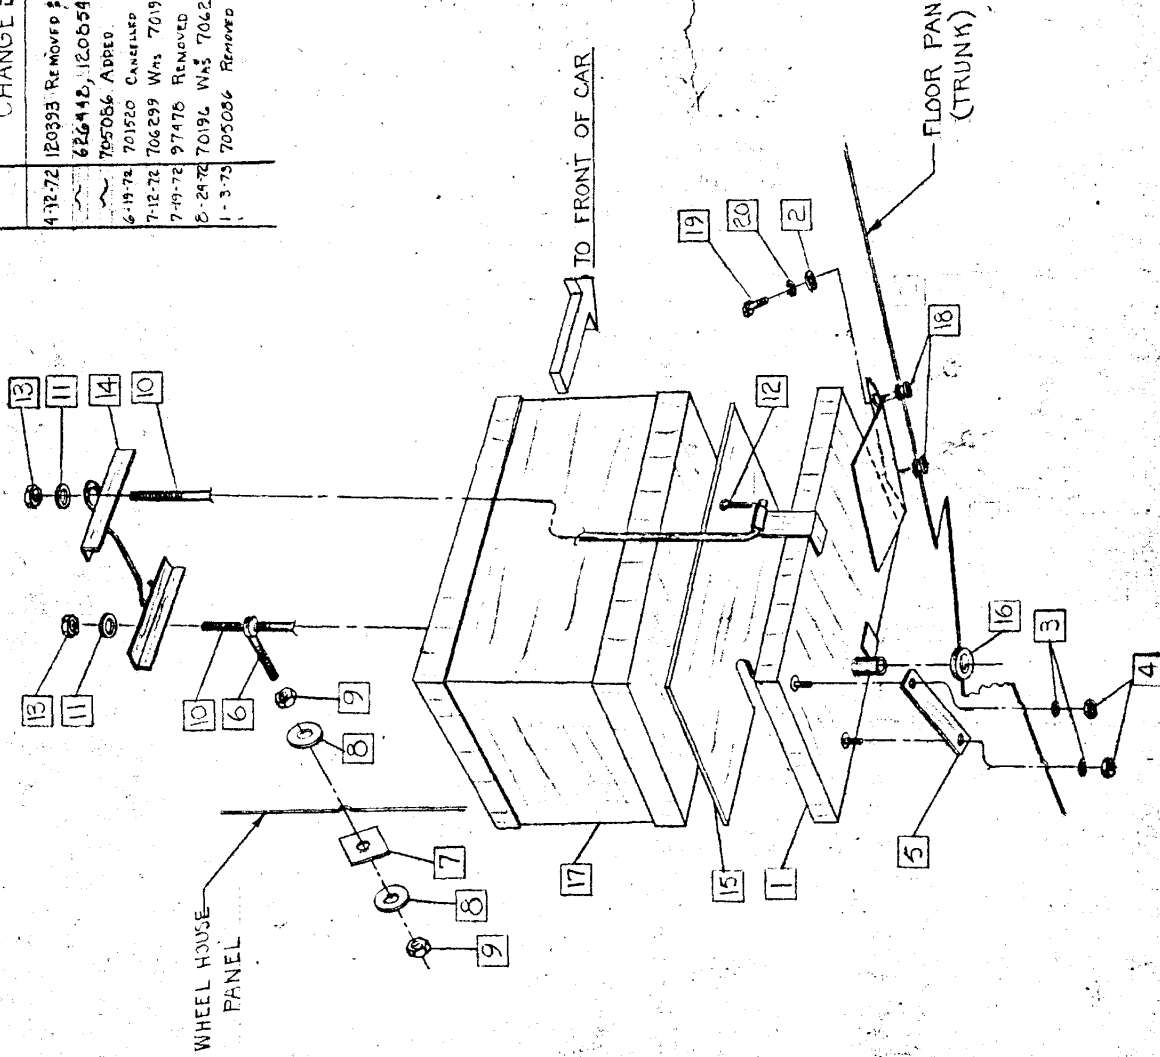 CHANGE
4-12-72 120393 REMOVED &
~ 626448, 120854
~ 705086 ADDED
6-19-72 701520 CANCELLED
7-12-72 706299 WAS 7019
7-19-72 97478 REMOVED
8-29-72 70196 WAS 7062
1-3-73 705086 REMOVED
TO FRONT OF CAR
FLOOR PAN
(TRUNK)
13
11
14
10
19
20
2
13
11
10
6
9
8
12
18
WHEEL HOUSE
PANEL
7
8
9
17
15
1
5
16
3
4